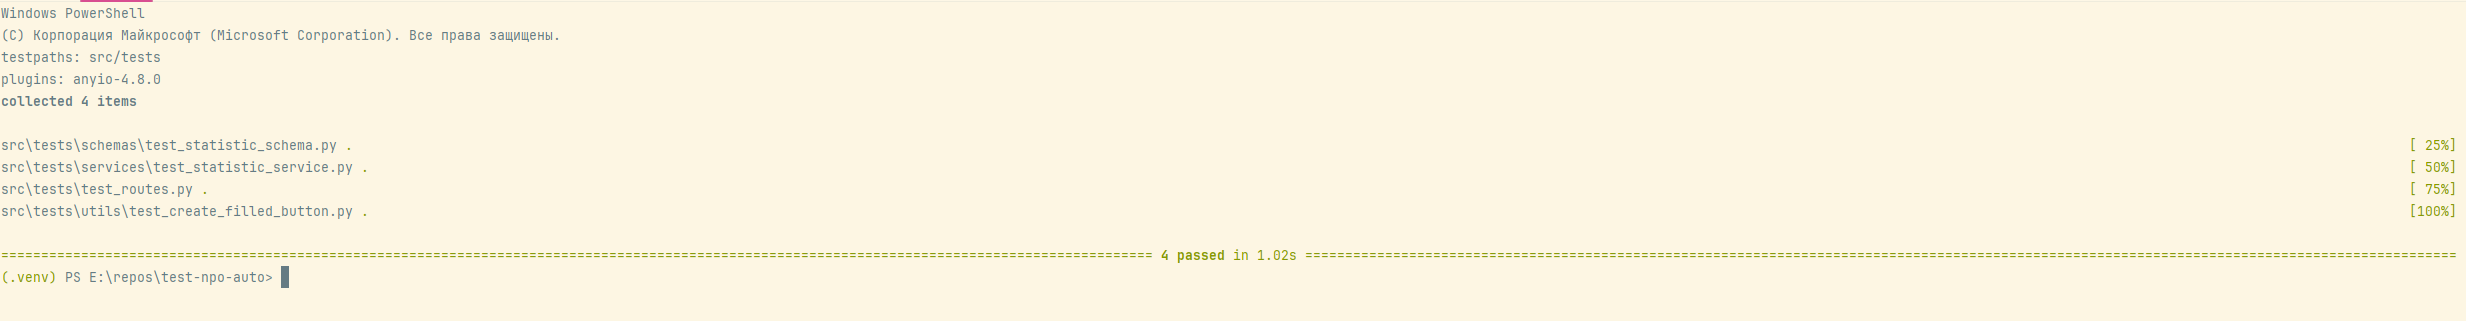 Windows PowerShell
(C) Корпорация Майкрософт (Microsoft Corporation). Все права защищены.
testpaths: src/tests
plugins: anyio-4.8.0
collected 4 items
src\tests\schemas\test_statistic_schema.py . [ 25%]
src\tests\services\test_statistic_service.py . [ 50%]
src\tests\test_routes.py . [ 75%]
src\tests\utils\test_create_filled_button.py . [100%]
================================================ 4 passed in 1.02s ================================================
(.venv) PS E:\repos\test-npo-auto>